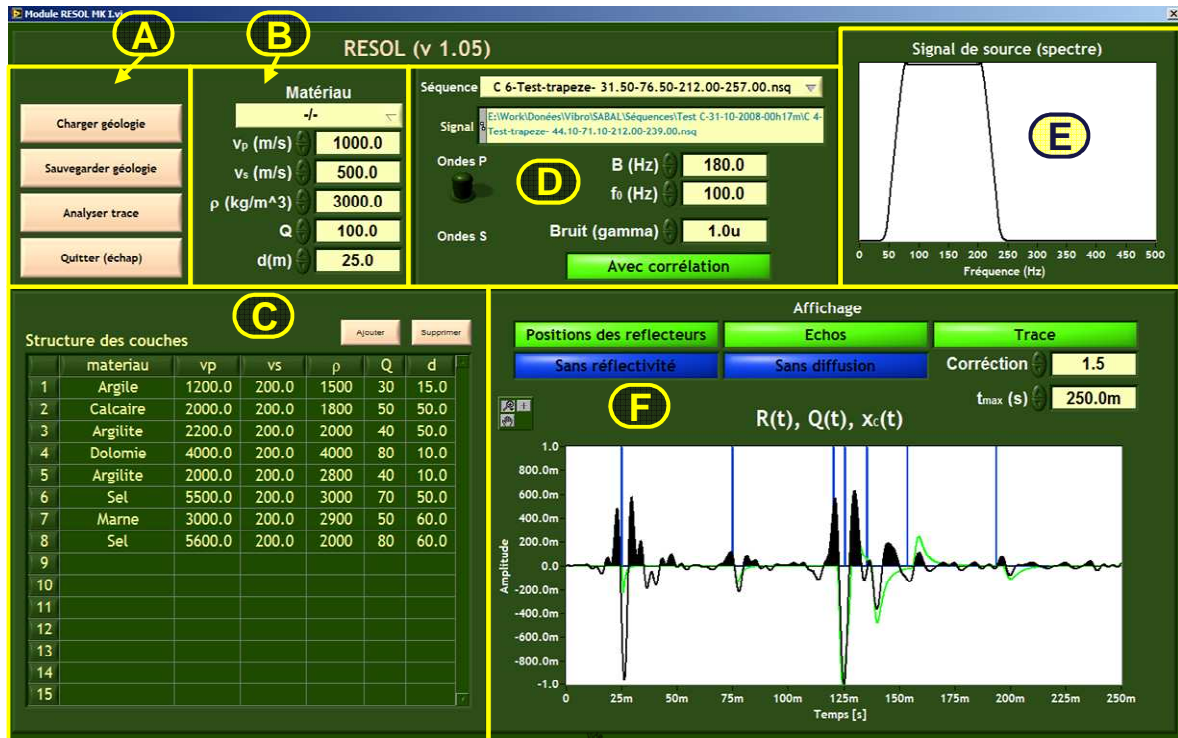 Module RESOL MK I.vi
RESOL (v 1.05)
A
Charger géologie
Sauvegarder géologie
Analyser trace
Quitter (échap)
B
Matériau
-/-
vp (m/s) 1000.0
vs (m/s) 500.0
ρ (kg/m^3) 3000.0
Q 100.0
d(m) 25.0
Séquence C 6-Test-trapeze- 31.50-76.50-212.00-257.00.nsq
Signal E:\Work\Donées\Vibro\SABAL\Séquences\Test C-31-10-2008-00h17m\C 4-
Test-trapeze- 44.10-71.10-212.00-239.00.nsq
Ondes P
Ondes S
D
B (Hz) 180.0
f0 (Hz) 100.0
Bruit (gamma) 1.0u
Avec corrélation
Signal de source (spectre)
E
0 50 100 150 200 250 300 350 400 450 500
Fréquence (Hz)
C
Structure des couches
Ajouter Supprimer
materiau vp vs ρ Q d
1 Argile 1200.0 200.0 1500 30 15.0
2 Calcaire 2000.0 200.0 1800 50 50.0
3 Argilite 2200.0 200.0 2000 40 50.0
4 Dolomie 4000.0 200.0 4000 80 10.0
5 Argilite 2000.0 200.0 2800 40 10.0
6 Sel 5500.0 200.0 3000 70 50.0
7 Marne 3000.0 200.0 2900 50 60.0
8 Sel 5600.0 200.0 2000 80 60.0
9
10
11
12
13
14
15
Affichage
Positions des reflecteurs Echos Trace
Sans réflectivité Sans diffusion Corréction 1.5
tmax (s) 250.0m
F
R(t), Q(t), xc(t)
Amplitude
1.0
800.0m
600.0m
400.0m
200.0m
0.0
-200.0m
-400.0m
-600.0m
-800.0m
-1.0
0 25m 50m 75m 100m 125m 150m 175m 200m 225m 250m
Temps [s]